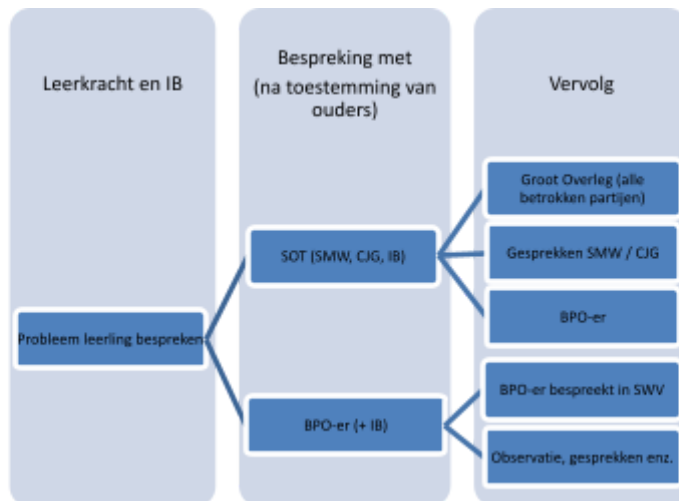 Leerkracht en IB
Bespreking met
(na toestemming van
ouders)
Vervolg
Probleem leerling bespreken
SOT (SMW, CJG, IB)
BPO-er (+ IB)
Groot Overleg (alle
betrokken partijen)
Gesprekken SMW / CJG
BPO-er
BPO-er bespreekt in SWV
Observatie, gesprekken enz.